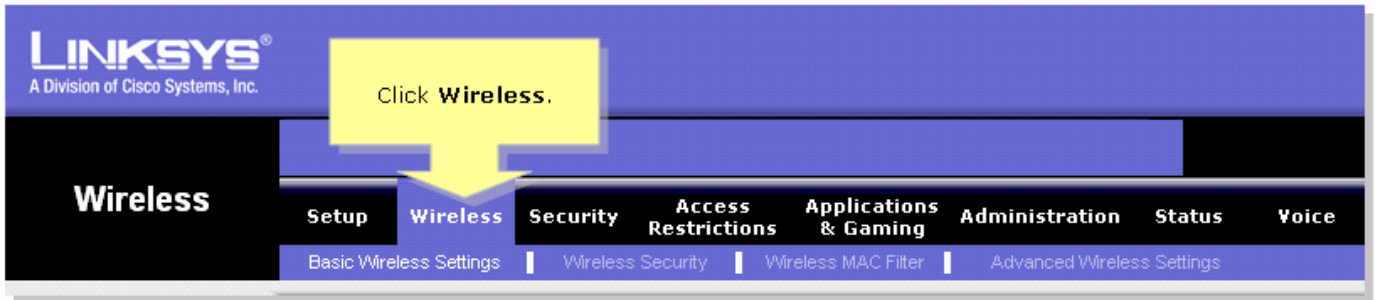 LINKSYS®
A Division of Cisco Systems, Inc.
Click Wireless.
Wireless
Setup Wireless Security Access Restrictions Applications & Gaming Administration Status Voice
Basic Wireless Settings Wireless Security Wireless MAC Filter Advanced Wireless Settings